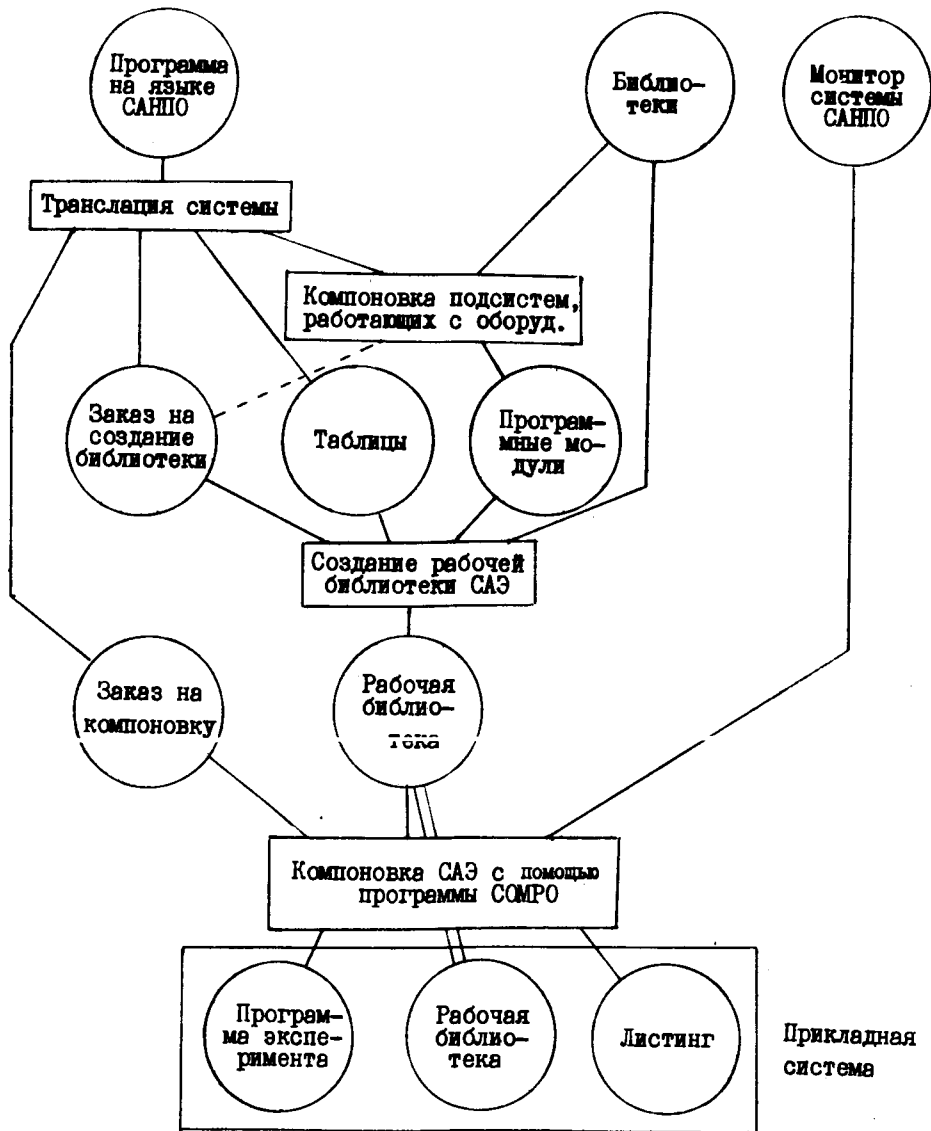 Программа
на языке
САНПО
Библио-
теки
Монитор
системы
САНПО
Трансляция системы
Компоновка подсистем,
работающих с оборуд.
Заказ на
создание
библиотеки
Таблицы
Програм-
мные мо-
дули
Создание рабочей
библиотеки САЭ
Заказ на
компоновку
Рабочая
библио-
тека
Компоновка САЭ с помощью
программы COMPO
Програм-
ма экспе-
римента
Рабочая
библио-
тека
Листинг
Прикладная
система